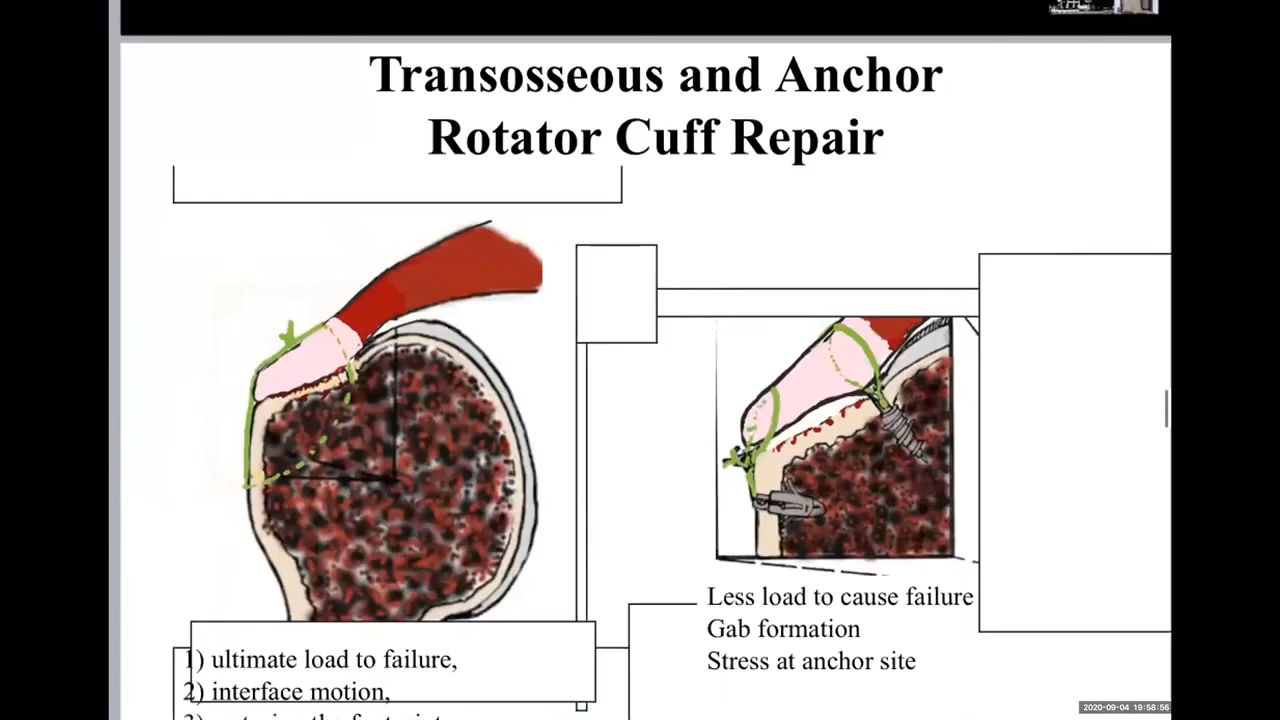 Transosseous and Anchor
Rotator Cuff Repair
Less load to cause failure
Gab formation
Stress at anchor site
1) ultimate load to failure,
2) interface motion,
2020-09-04 19:58:56